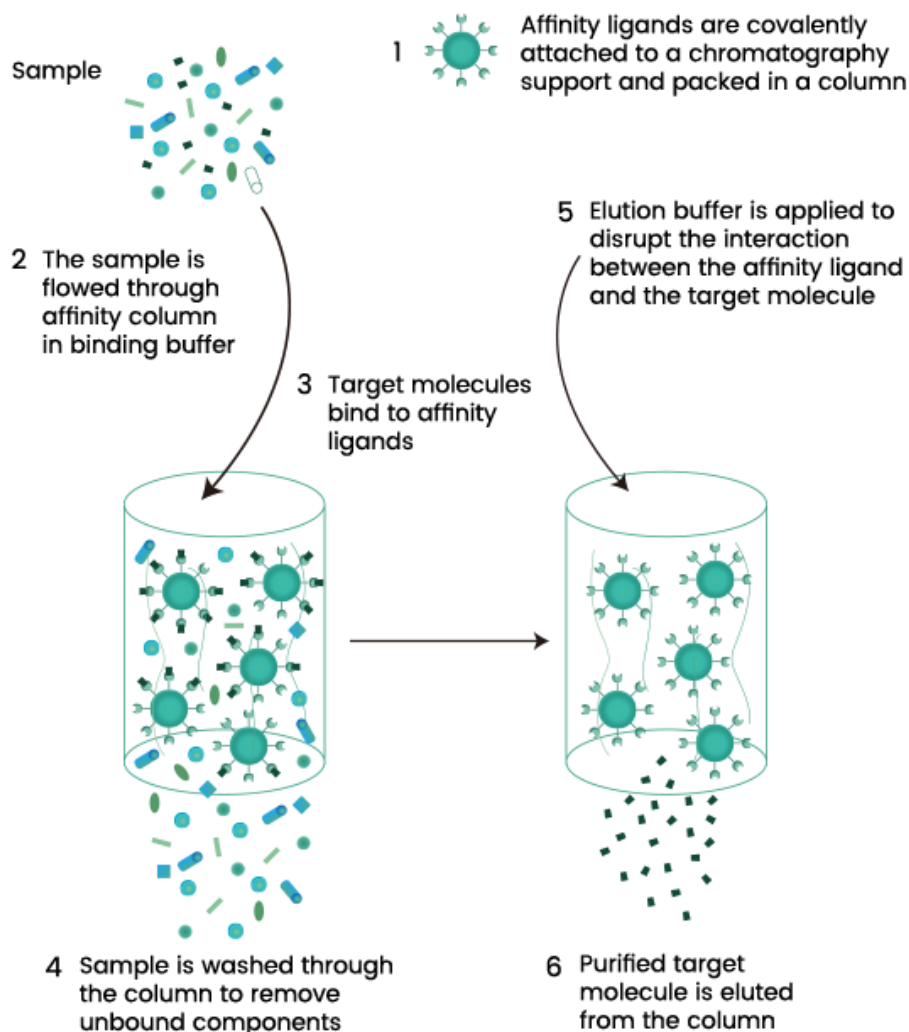 Sample
1 Affinity ligands are covalently
attached to a chromatography
support and packed in a column
2 The sample is
flowed through
affinity column
in binding buffer
3 Target molecules
bind to affinity
ligands
4 Sample is washed through
the column to remove
unbound components
5 Elution buffer is applied to
disrupt the interaction
between the affinity ligand
and the target molecule
6 Purified target
molecule is eluted
from the column